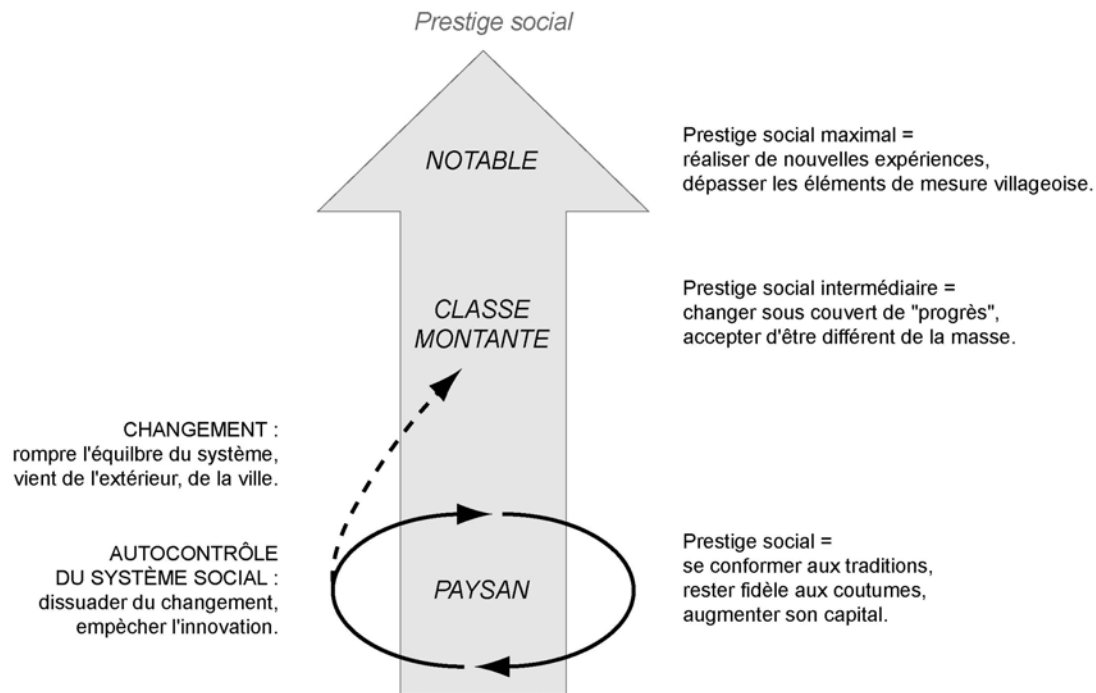 Prestige social
NOTABLE
Prestige social maximal =
réaliser de nouvelles expériences,
dépasser les éléments de mesure villageoise.
CLASSE
MONTANTE
Prestige social intermédiaire =
changer sous couvert de "progrès",
accepter d'être différent de la masse.
CHANGEMENT :
rompre l'équilbre du système,
vient de l'extérieur, de la ville.
AUTOCONTRÔLE
DU SYSTÈME SOCIAL :
dissuader du changement,
empècher l'innovation.
PAYSAN
Prestige social =
se conformer aux traditions,
rester fidèle aux coutumes,
augmenter son capital.